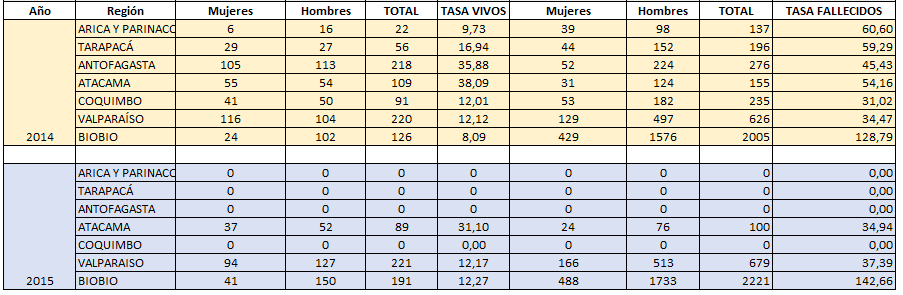 Año Región Mujeres Hombres TOTAL TASA VIVOS Mujeres Hombres TOTAL TASA FALLECIDOS
ARICA Y PARINACO 6 16 22 9,73 39 98 137 60,60
TARAPACÁ 29 27 56 16,94 44 152 196 59,29
ANTOFAGASTA 105 113 218 35,88 52 224 276 45,43
ATACAMA 55 54 109 38,09 31 124 155 54,16
COQUIMBO 41 50 91 12,01 53 182 235 31,02
VALPARAÍSO 116 104 220 12,12 129 497 626 34,47
2014 BIOBIO 24 102 126 8,09 429 1576 2005 128,79
ARICA Y PARINACO 0 0 0 0 0 0 0,00
TARAPACÁ 0 0 0 0 0 0 0,00
ANTOFAGASTA 0 0 0 0 0 0 0,00
ATACAMA 37 52 89 31,10 24 76 100 34,94
COQUIMBO 0 0 0 0,00 0 0 0 0,00
VALPARAISO 94 127 221 12,17 166 513 679 37,39
2015 BIOBIO 41 150 191 12,27 488 1733 2221 142,66